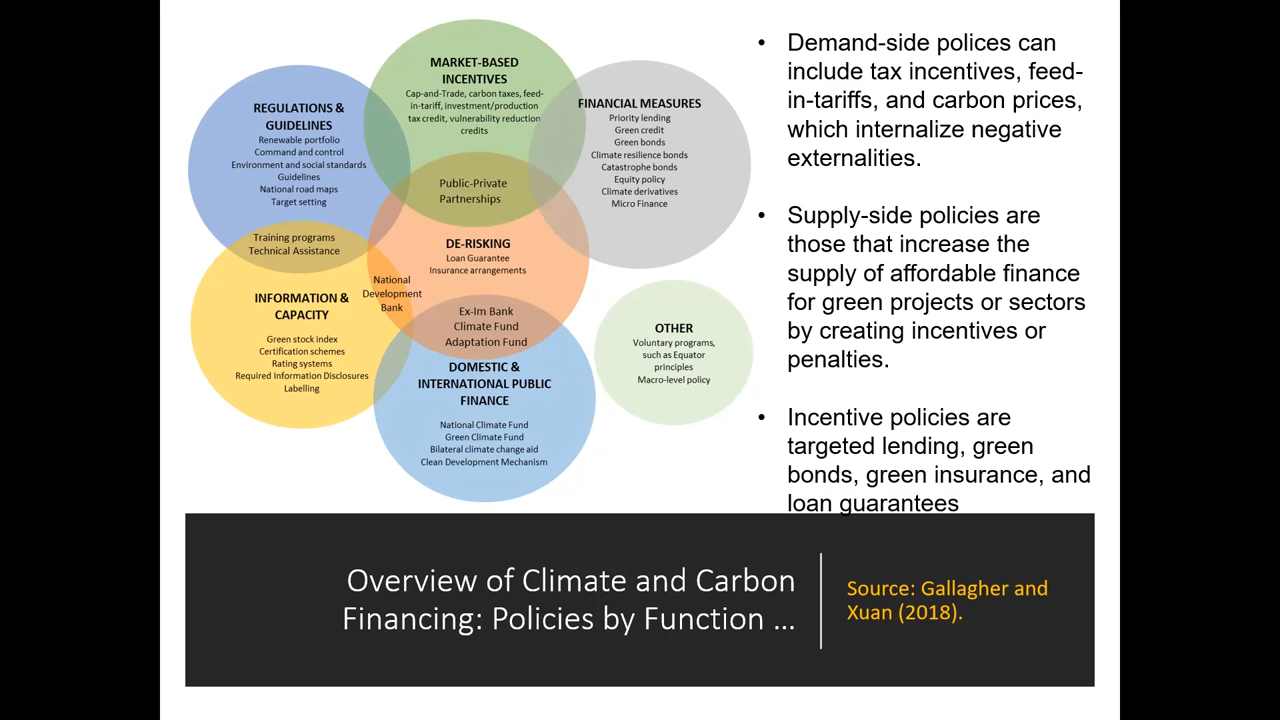 MARKET-BASED
INCENTIVES
Cap-and-Trade, carbon taxes, feed-
in-tariff, investment/production
tax credit, vulnerability reduction
credits
REGULATIONS &
GUIDELINES
Renewable portfolio
Command and control
Environment and social standards
Guidelines
National road maps
Target setting
FINANCIAL MEASURES
Priority lending
Green credit
Green bonds
Climate resilience bonds
Catastrophe bonds
Equity policy
Climate derivatives
Micro Finance
Public-Private
Partnerships
Training programs
Technical Assistance
DE-RISKING
Loan Guarantee
Insurance arrangements
National
Development
Bank
INFORMATION &
CAPACITY
Green stock index
Certification schemes
Rating systems
Required Information Disclosures
Labelling
Ex-Im Bank
Climate Fund
Adaptation Fund
DOMESTIC &
INTERNATIONAL PUBLIC
FINANCE
National Climate Fund
Green Climate Fund
Bilateral climate change aid
Clean Development Mechanism
OTHER
Voluntary programs,
such as Equator
principles
Macro-level policy
• Demand-side polices can
include tax incentives, feed-
in-tariffs, and carbon prices,
which internalize negative
externalities.
• Supply-side policies are
those that increase the
supply of affordable finance
for green projects or sectors
by creating incentives or
penalties.
• Incentive policies are
targeted lending, green
bonds, green insurance, and
loan guarantees
Overview of Climate and Carbon
Financing: Policies by Function ...
Source: Gallagher and
Xuan (2018).